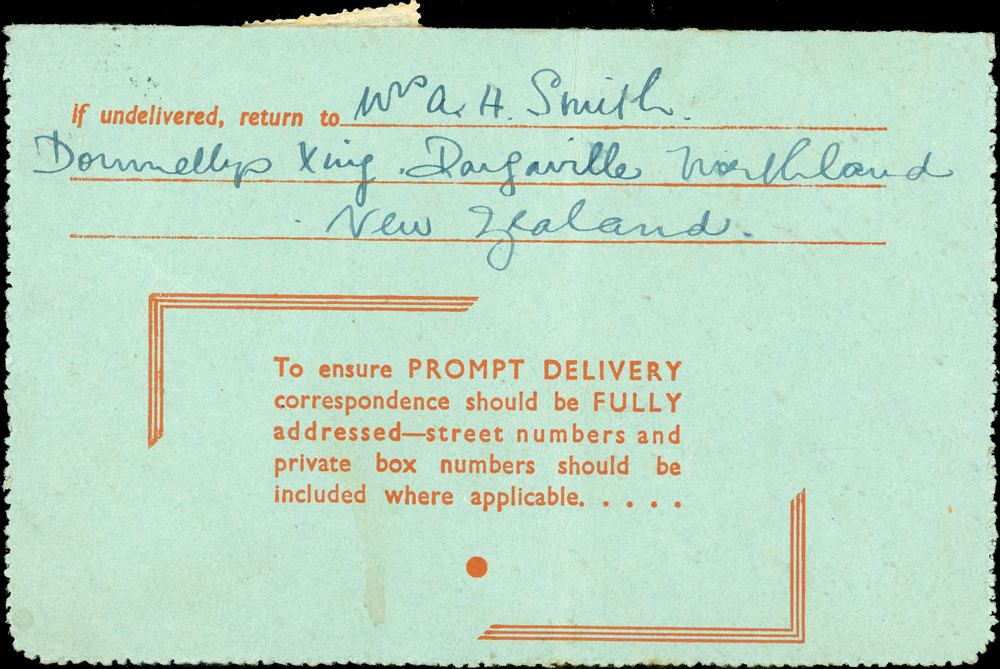 If undelivered, return to Mrs A. H. Smith.
Donnellys Xing. Dargaville Northland
New Zealand.
To ensure PROMPT DELIVERY
correspondence should be FULLY
addressed—street numbers and
private box numbers should be
included where applicable. . . . .